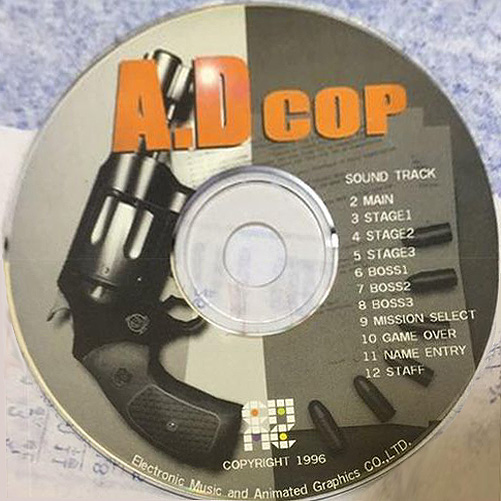 A.D COP
SOUND TRACK
2 MAIN
3 STAGE1
4 STAGE2
5 STAGE3
6 BOSS1
7 BOSS2
8 BOSS3
9 MISSION SELECT
10 GAME OVER
11 NAME ENTRY
12 STAFF
COPYRIGHT 1996
Electronic Music and Animated Graphics CO.,LTD.